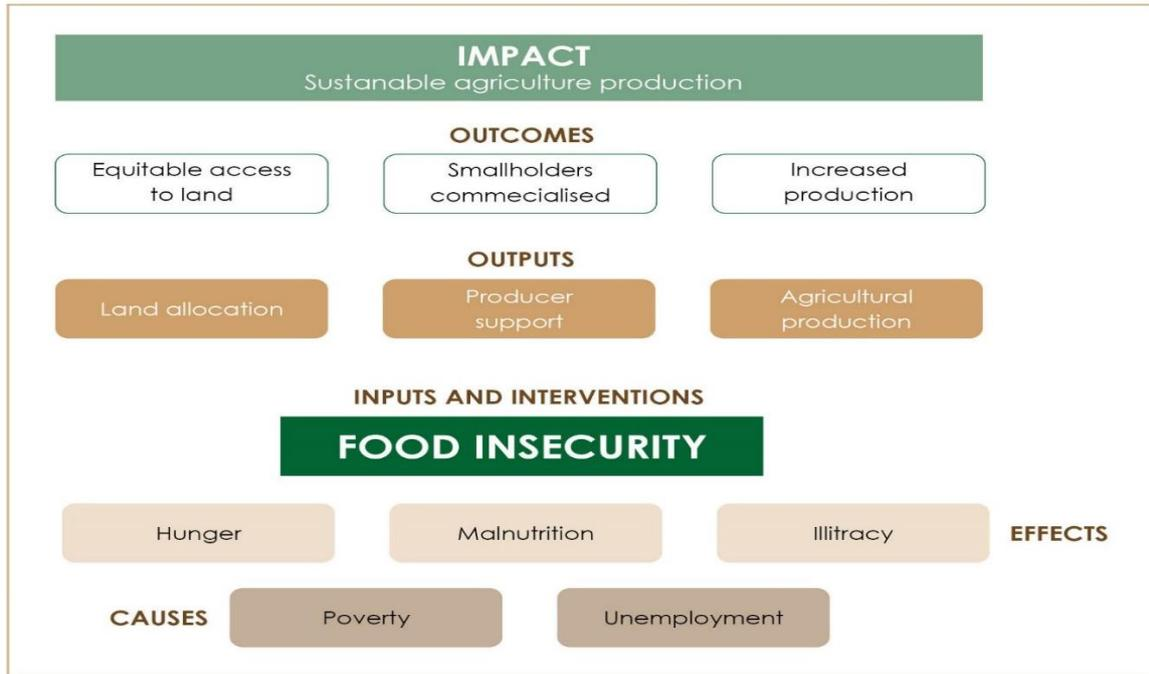 IMPACT
Sustanable agriculture production
OUTCOMES
Equitable access
to land
Smallholders
commecialised
Increased
production
OUTPUTS
Land allocation
Producer
support
Agricultural
production
INPUTS AND INTERVENTIONS
FOOD INSECURITY
Hunger
Malnutrition
Illitracy
EFFECTS
CAUSES
Poverty
Unemployment